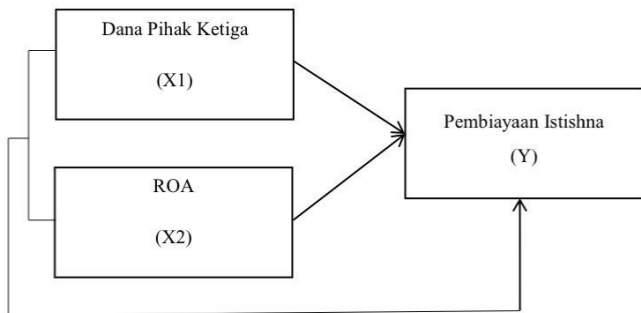 Dana Pihak Ketiga
(X1)
Pembiayaan Istishna
(Y)
ROA
(X2)